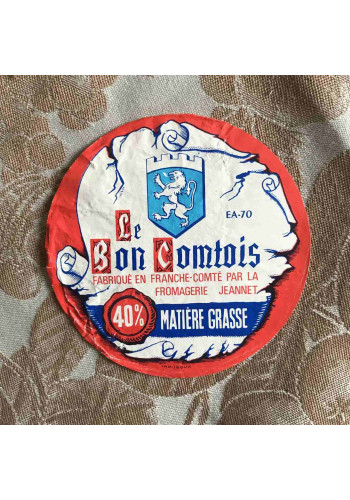 EA-70
Le
Bon Comtois
FABRIQUÉ EN FRANCHE-COMTÉ PAR LA
FROMAGERIE JEANNET
40% MATIÈRE GRASSE